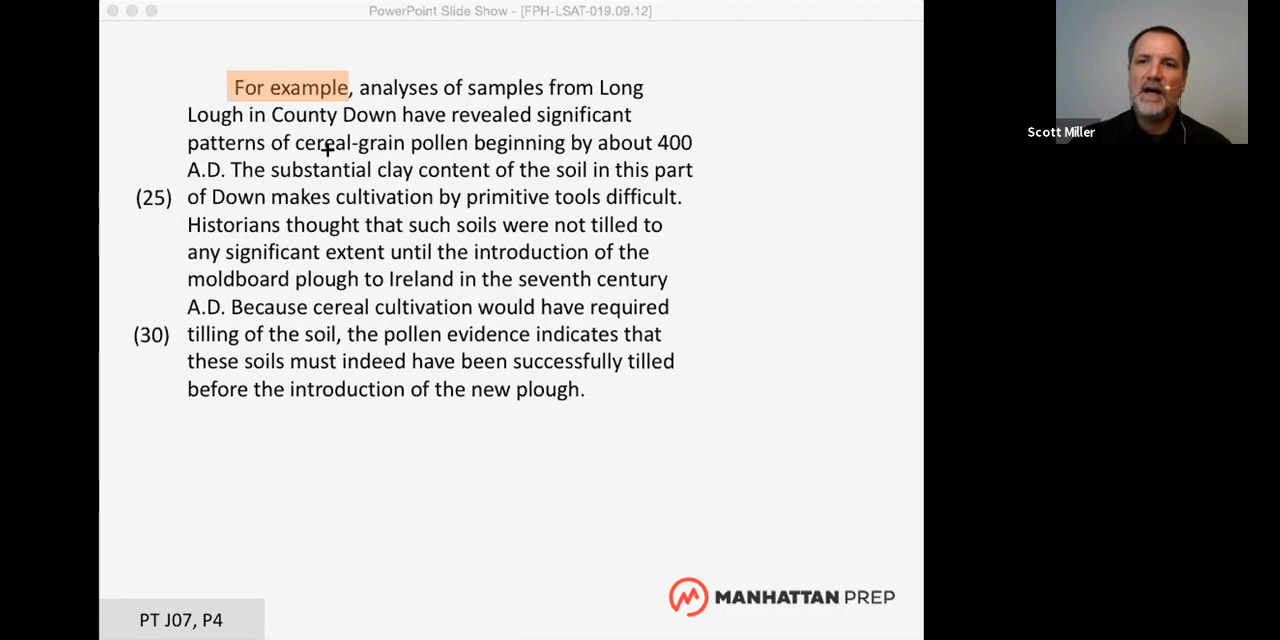 PowerPoint Slide Show - [FPH-LSAT-019.09.12]
For example, analyses of samples from Long
Lough in County Down have revealed significant
patterns of cereal-grain pollen beginning by about 400
A.D. The substantial clay content of the soil in this part
(25) of Down makes cultivation by primitive tools difficult.
Historians thought that such soils were not tilled to
any significant extent until the introduction of the
moldboard plough to Ireland in the seventh century
A.D. Because cereal cultivation would have required
(30) tilling of the soil, the pollen evidence indicates that
these soils must indeed have been successfully tilled
before the introduction of the new plough.
Scott Miller
MANHATTAN PREP
PT J07, P4